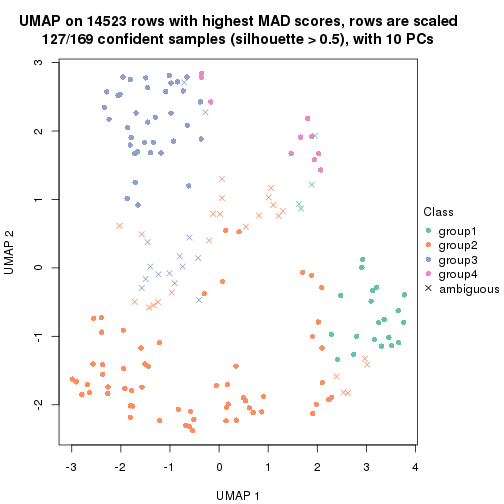 UMAP on 14523 rows with highest MAD scores, rows are scaled
127/169 confident samples (silhouette > 0.5), with 10 PCs
3
2
1
0
-1
-2
UMAP 2
-3
-2
-1
0
1
2
3
4
UMAP 1
Class
group1
group2
group3
group4
ambiguous